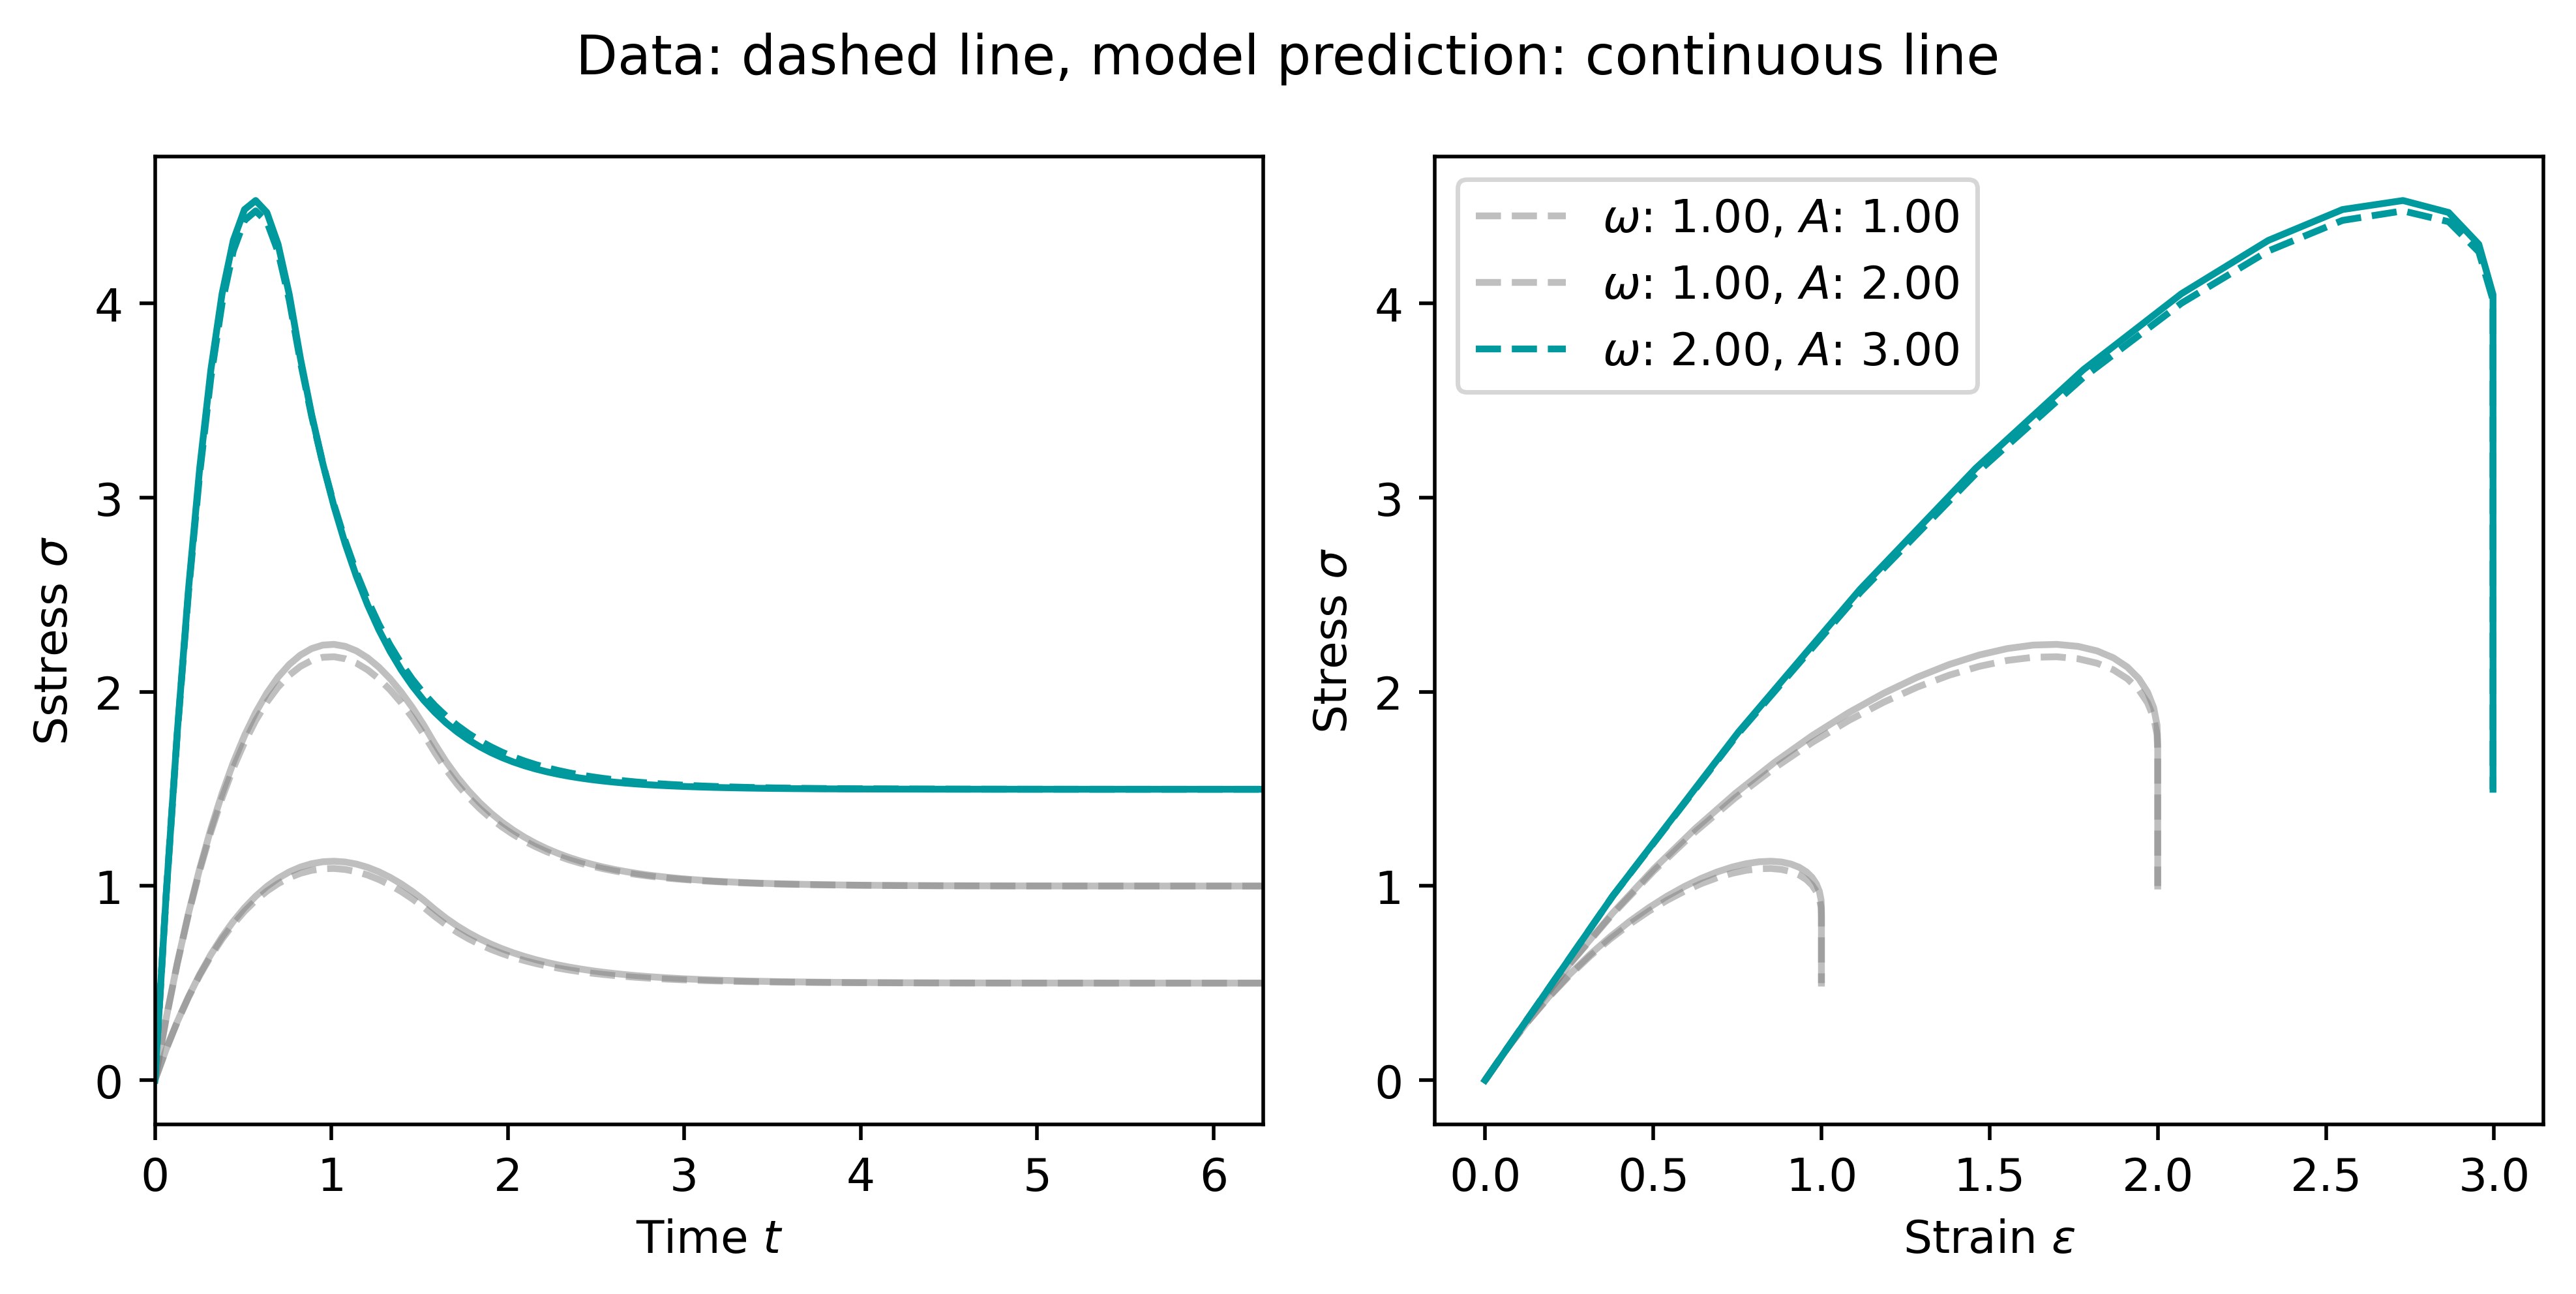 Data: dashed line, model prediction: continuous line
Sstress σ
4
3
2
1
0
0 1 2 3 4 5 6
Time t
Stress σ
4
3
2
1
0
ω: 1.00, A: 1.00
ω: 1.00, A: 2.00
ω: 2.00, A: 3.00
0.0 0.5 1.0 1.5 2.0 2.5 3.0
Strain ε